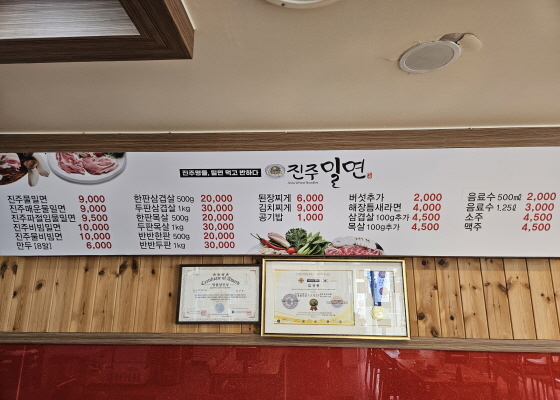 진주명물, 밀면 먹고 반하다 진주밀면
진주물밀면 9,000
진주매운물밀면 9,000
진주파절임물밀면 9,500
진주비빔밀면 10,000
진주물비빔면 10,000
만두 [8알] 6,000
한판삼겹살 500g 20,000
두판삼겹살 1kg 30,000
한판목살 500g 20,000
두판목살 1kg 30,000
반반한판 500g 20,000
반반두판 1kg 30,000
된장찌게 6,000
김치찌게 9,000
공기밥 1,000
버섯추가 2,000
해장틈새라면 4,000
삼겹살 100g추가 4,500
목살 100g추가 4,500
음료수 500㎖ 2,000
음료수 1.25ℓ 3,000
소주 4,500
맥주 4,500